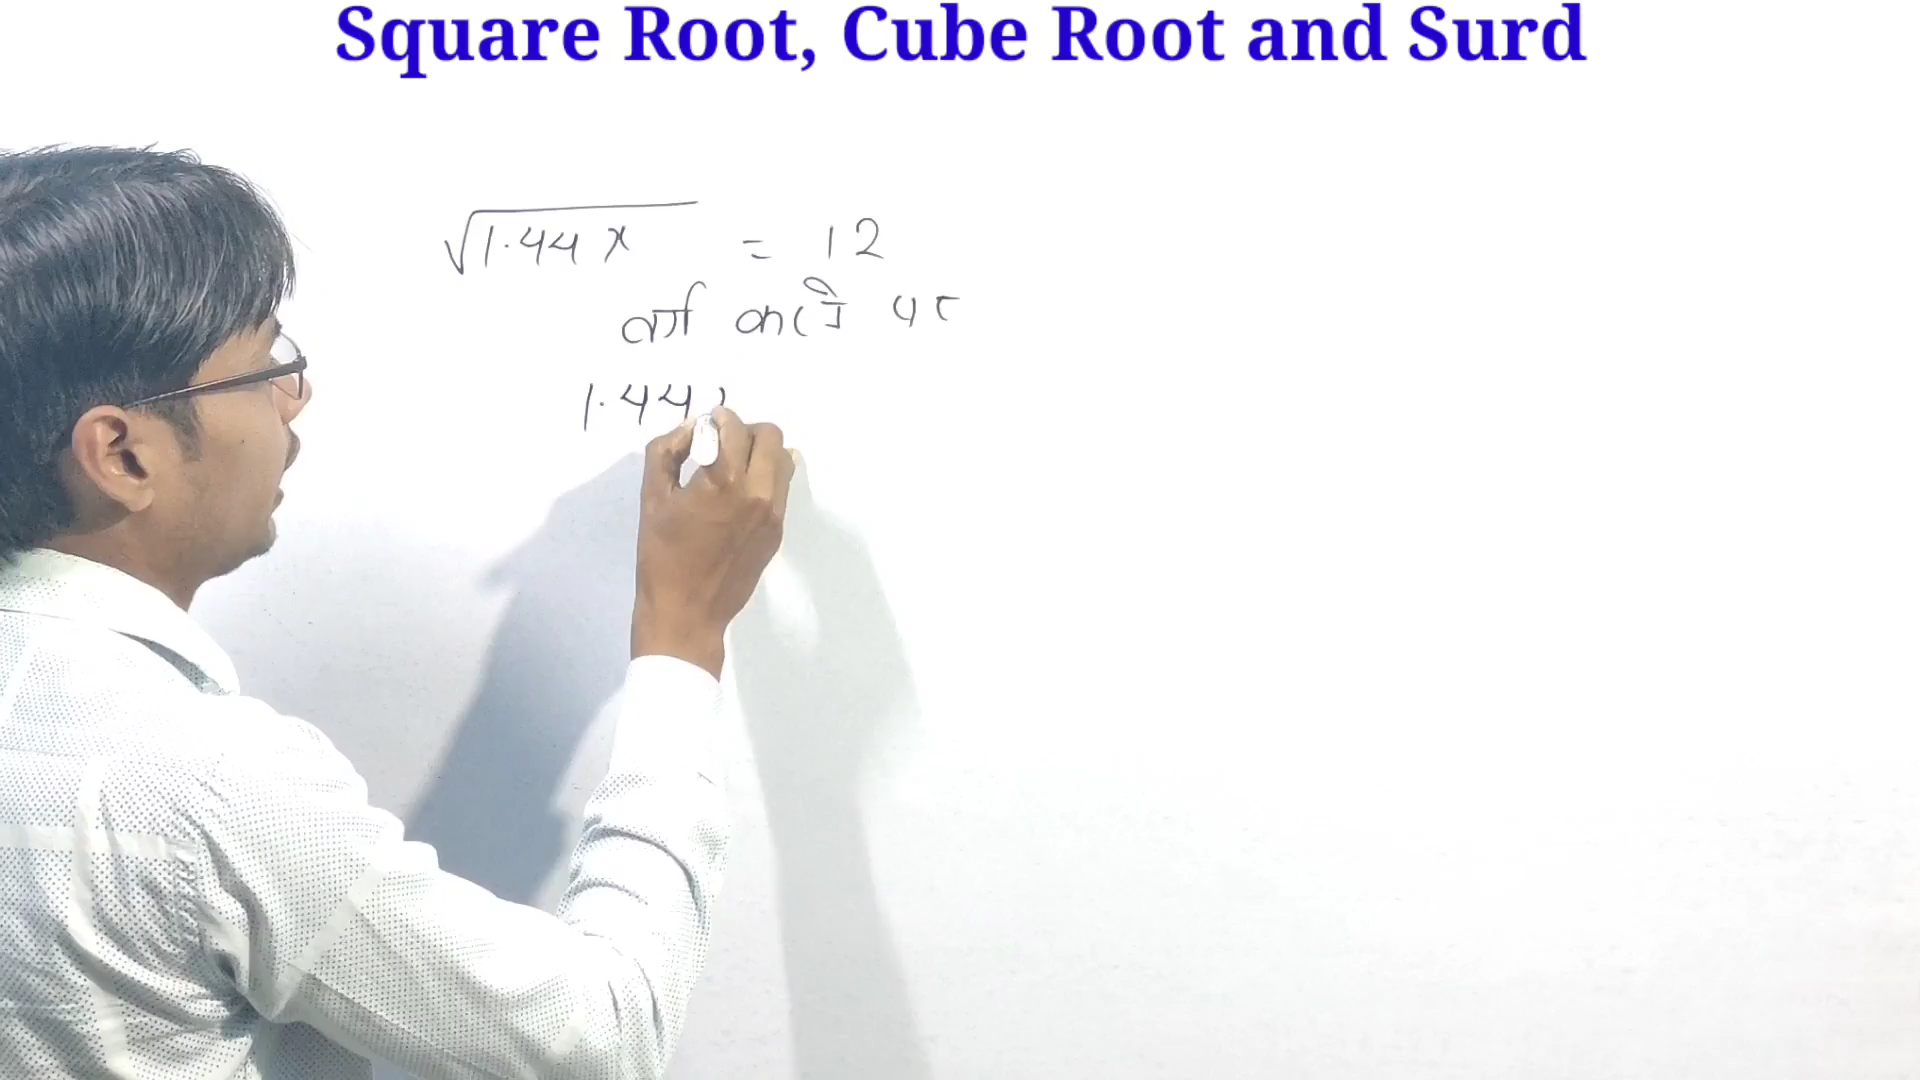 Square Root, Cube Root and Surd
√1.44x = 12
वर्ग करने पर
1.44